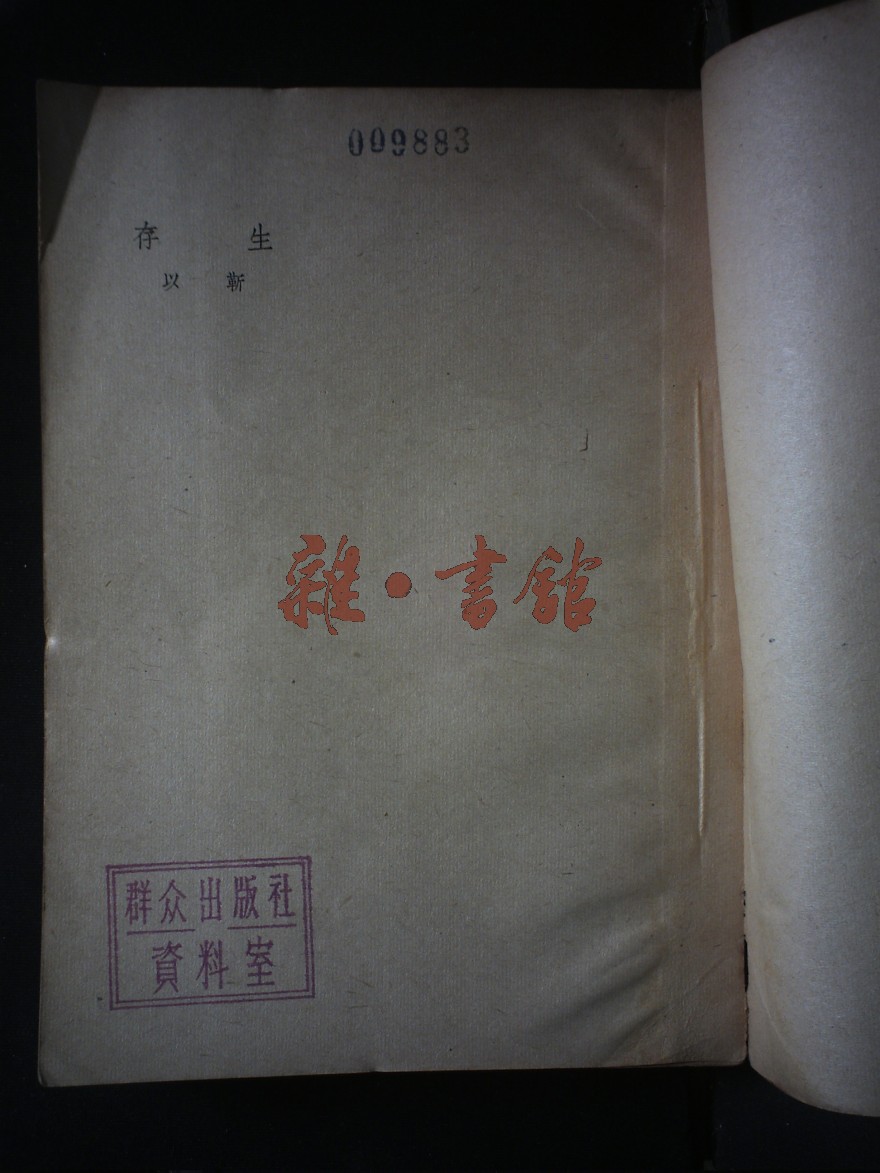 009883
存 生
以 靳
雜·書館
群众出版社
資料室